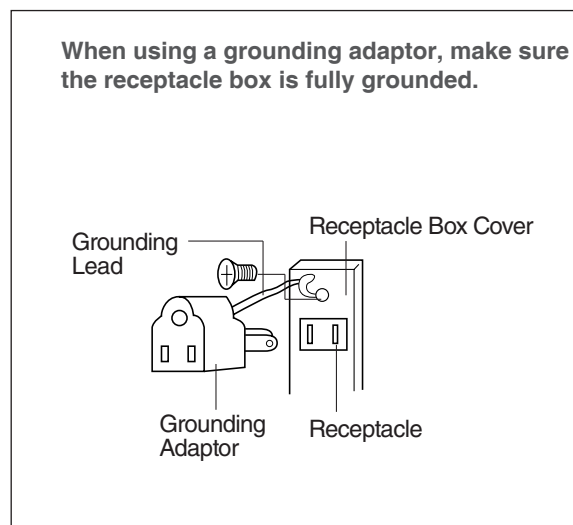 When using a grounding adaptor, make sure
the receptacle box is fully grounded.
Receptacle Box Cover
Grounding
Lead
Grounding
Adaptor
Receptacle